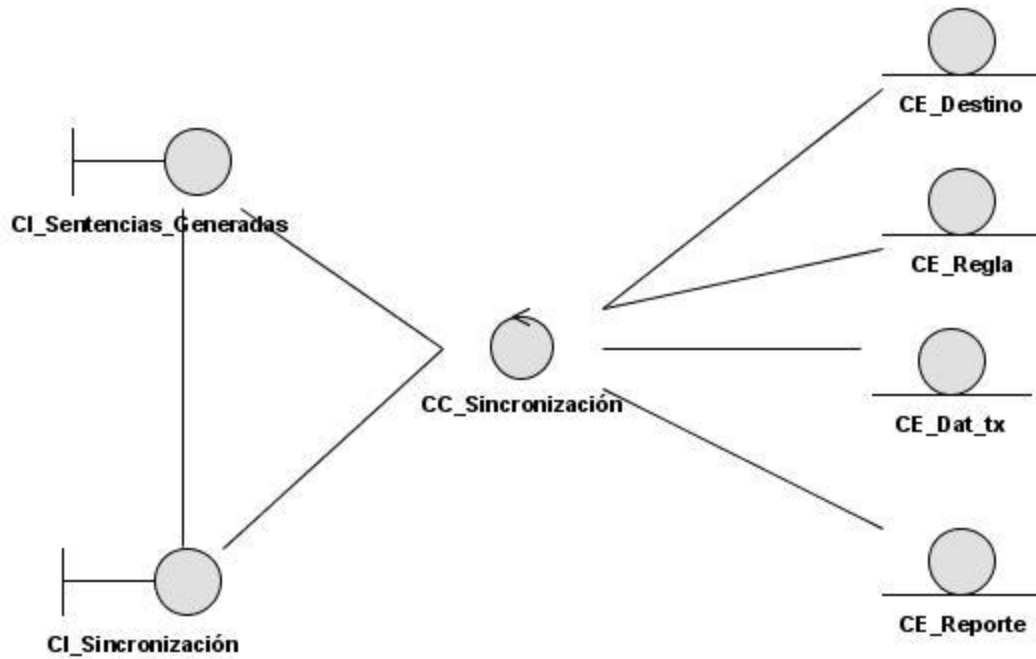 CE_Destino
CI_Sentencias_Generadas
CE_Regla
CC_Sincronización
CE_Dat_tx
CE_Reporte
CI_Sincronización